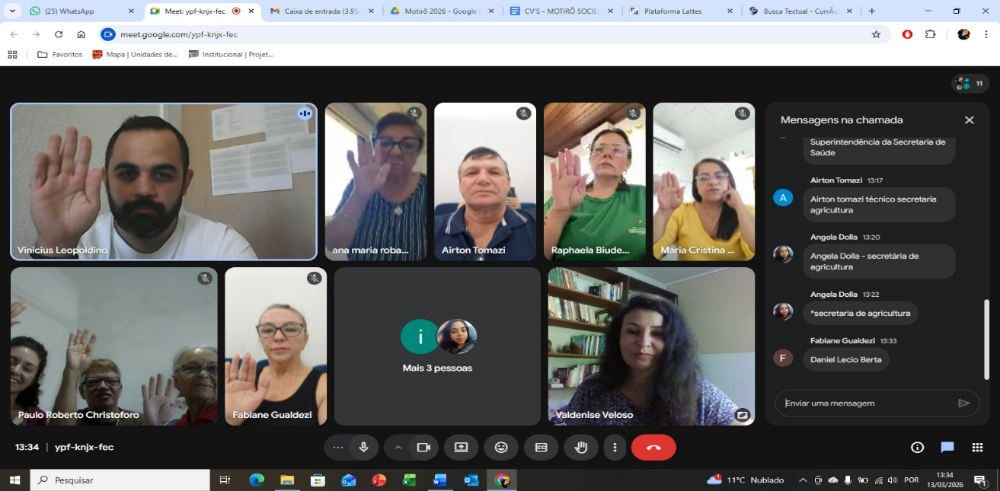 (25) WhatsApp
Meet: ypf-knjx-fec
Caixa de entrada (3.95
Motirõ 2026 - Google
CV'S - MOTIRÕ SOCIE
Plataforma Lattes
Busca Textual - CurrÃ
meet.google.com/ypf-knjx-fec
Favoritos
Mapa | Unidades de...
Institucional | Projet...
11
Mensagens na chamada
Superintendência da Secretaria de
Saúde
Airton Tomazi 13:17
A
Airton tomazi técnico secretaria
agricultura
Angela Dolla 13:20
Angela Dolla - secretária de
agricultura
Angela Dolla 13:22
*secretaria de agricultura
Fabiane Gualdezi 13:33
F
Daniel Lecio Berta
Enviar uma mensagem
Vinicius Leopoldino
ana maria roba...
Airton Tomazi
Raphaela Biude...
Maria Cristina ...
Paulo Roberto Christoforo
Fabiane Gualdezi
i
Mais 3 pessoas
Valdenise Veloso
13:34 | ypf-knjx-fec
Pesquisar
11°C Nublado
POR
13:34
13/03/2026